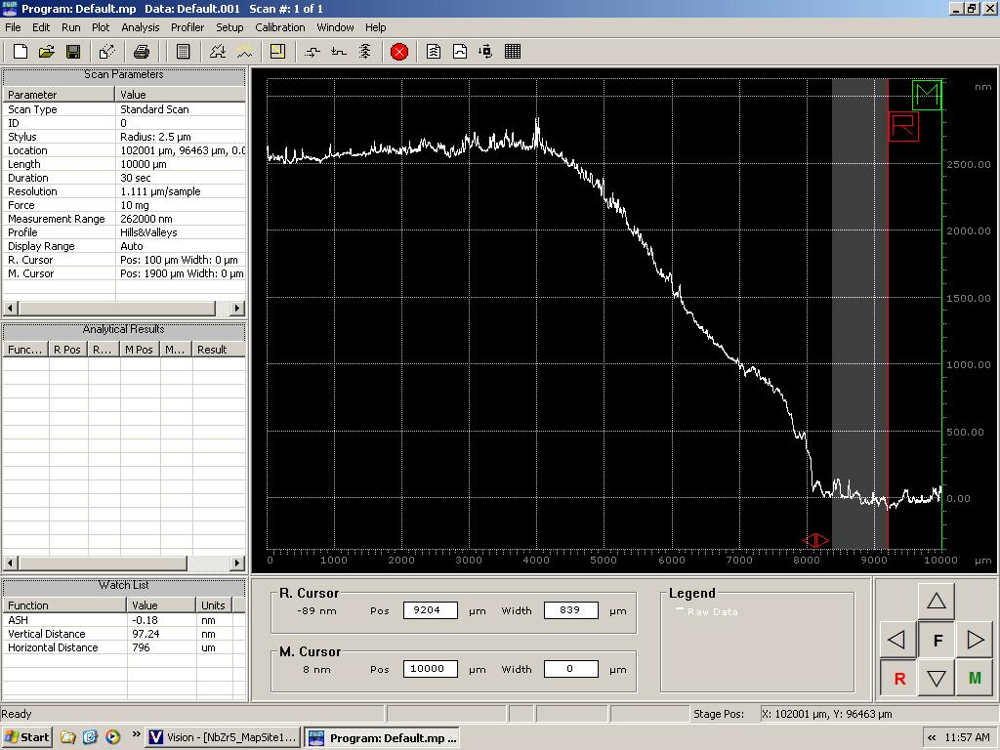 Program: Default.mp   Data: Default.001   Scan #: 1 of 1
File Edit Run Plot Analysis Profiler Setup Calibration Window Help
Scan Parameters
Parameter Value
Scan Type Standard Scan
ID 0
Stylus Radius: 2.5 µm
Location 102001 µm, 96463 µm, 0.0
Length 10000 µm
Duration 30 sec
Resolution 1.111 µm/sample
Force 10 mg
Measurement Range 262000 nm
Profile Hills&Valleys
Display Range Auto
R. Cursor Pos: 100 µm Width: 0 µm
M. Cursor Pos: 1900 µm Width: 0 µm
Analytical Results
Func... R Pos R... M Pos M... Result
Watch List
Function Value Units
ASH -0.18 nm
Vertical Distance 97.24 nm
Horizontal Distance 796 um
M
R
nm
2500.00
2000.00
1500.00
1000.00
500.00
0.00
0 1000 2000 3000 4000 5000 6000 7000 8000 9000 10000 µm
R. Cursor
-89 nm Pos 9204 µm Width 839 µm
M. Cursor
8 nm Pos 10000 µm Width 0 µm
Legend
Raw Data
F
R M
Ready Stage Pos: X: 102001 µm, Y: 96463 µm
Start » Vision - [NbZr5_MapSite1... Program: Default.mp ... « 11:57 AM